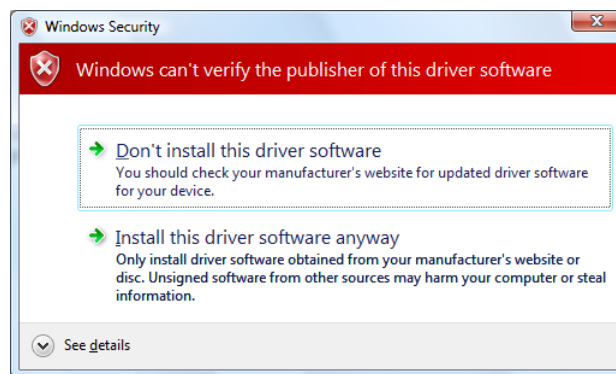 Windows Security
Windows can't verify the publisher of this driver software
Don't install this driver software
You should check your manufacturer's website for updated driver software
for your device.
Install this driver software anyway
Only install driver software obtained from your manufacturer's website or
disc. Unsigned software from other sources may harm your computer or steal
information.
See details